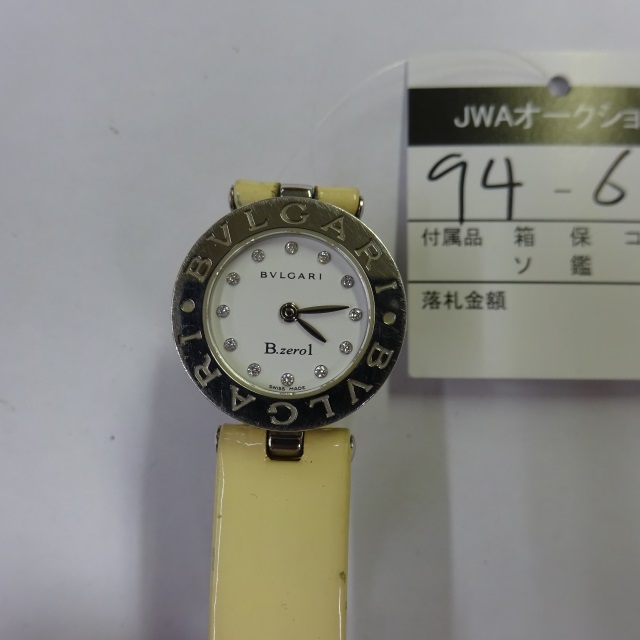 BVLGARI
BVLGARI
BVLGARI
B.zero1
SWISS MADE
JWAオークショ
94-6
付属品 箱 保 コ
ソ 鑑
落札金額